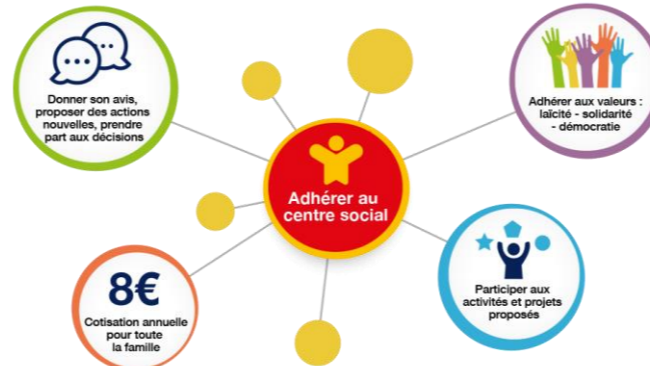 Donner son avis,
proposer des actions
nouvelles, prendre
part aux décisions
Adhérer aux valeurs :
laïcité - solidarité
- démocratie
Adhérer au
centre social
8€
Cotisation annuelle
pour toute
la famille
Participer aux
activités et projets
proposés